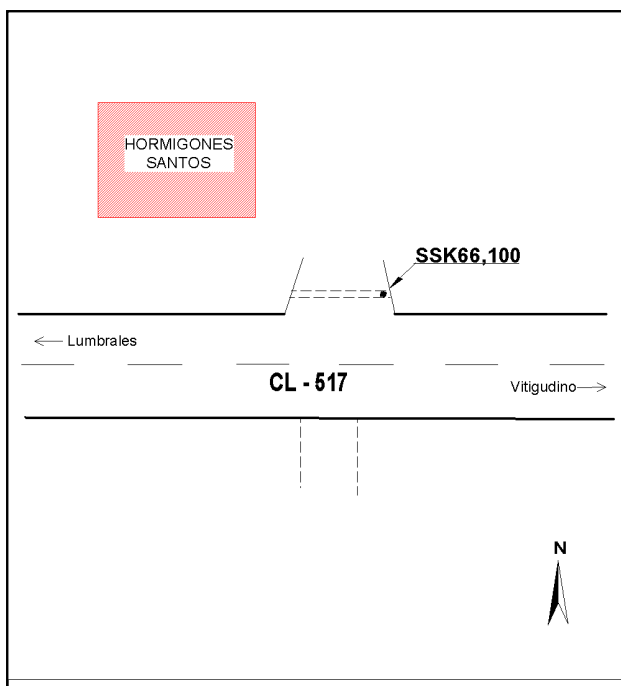 HORMIGONES
SANTOS
SSK66,100
Lumbrales
CL - 517
Vitigudino
N